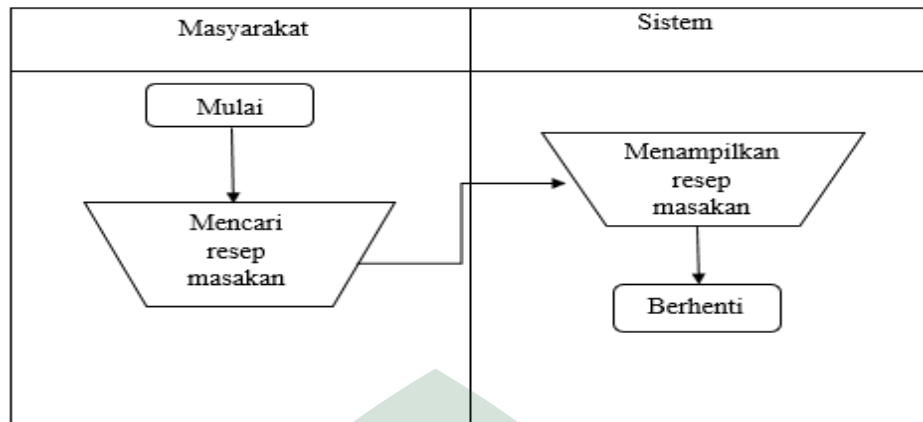 Masyarakat
Sistem
Mulai
Mencari
resep
masakan
Menampilkan
resep
masakan
Berhenti